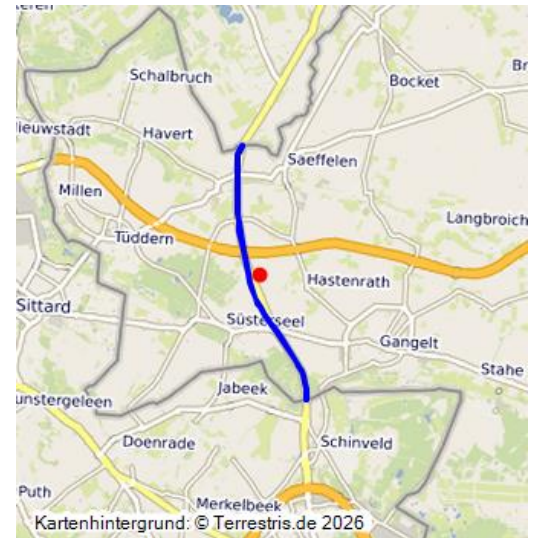 eren
Schalbruch
Bocket
Br
Nieuwstadt
Havert
Saeffelen
Millen
Langbroich
Tüddern
Hastenrath
Sittard
Süsterseel
Gangelt
Stahe
Jabeek
unstergeleen
Doenrade
Schinveld
Puth
Merkelbeek
Kartenhintergrund: © Terrestris.de 2026